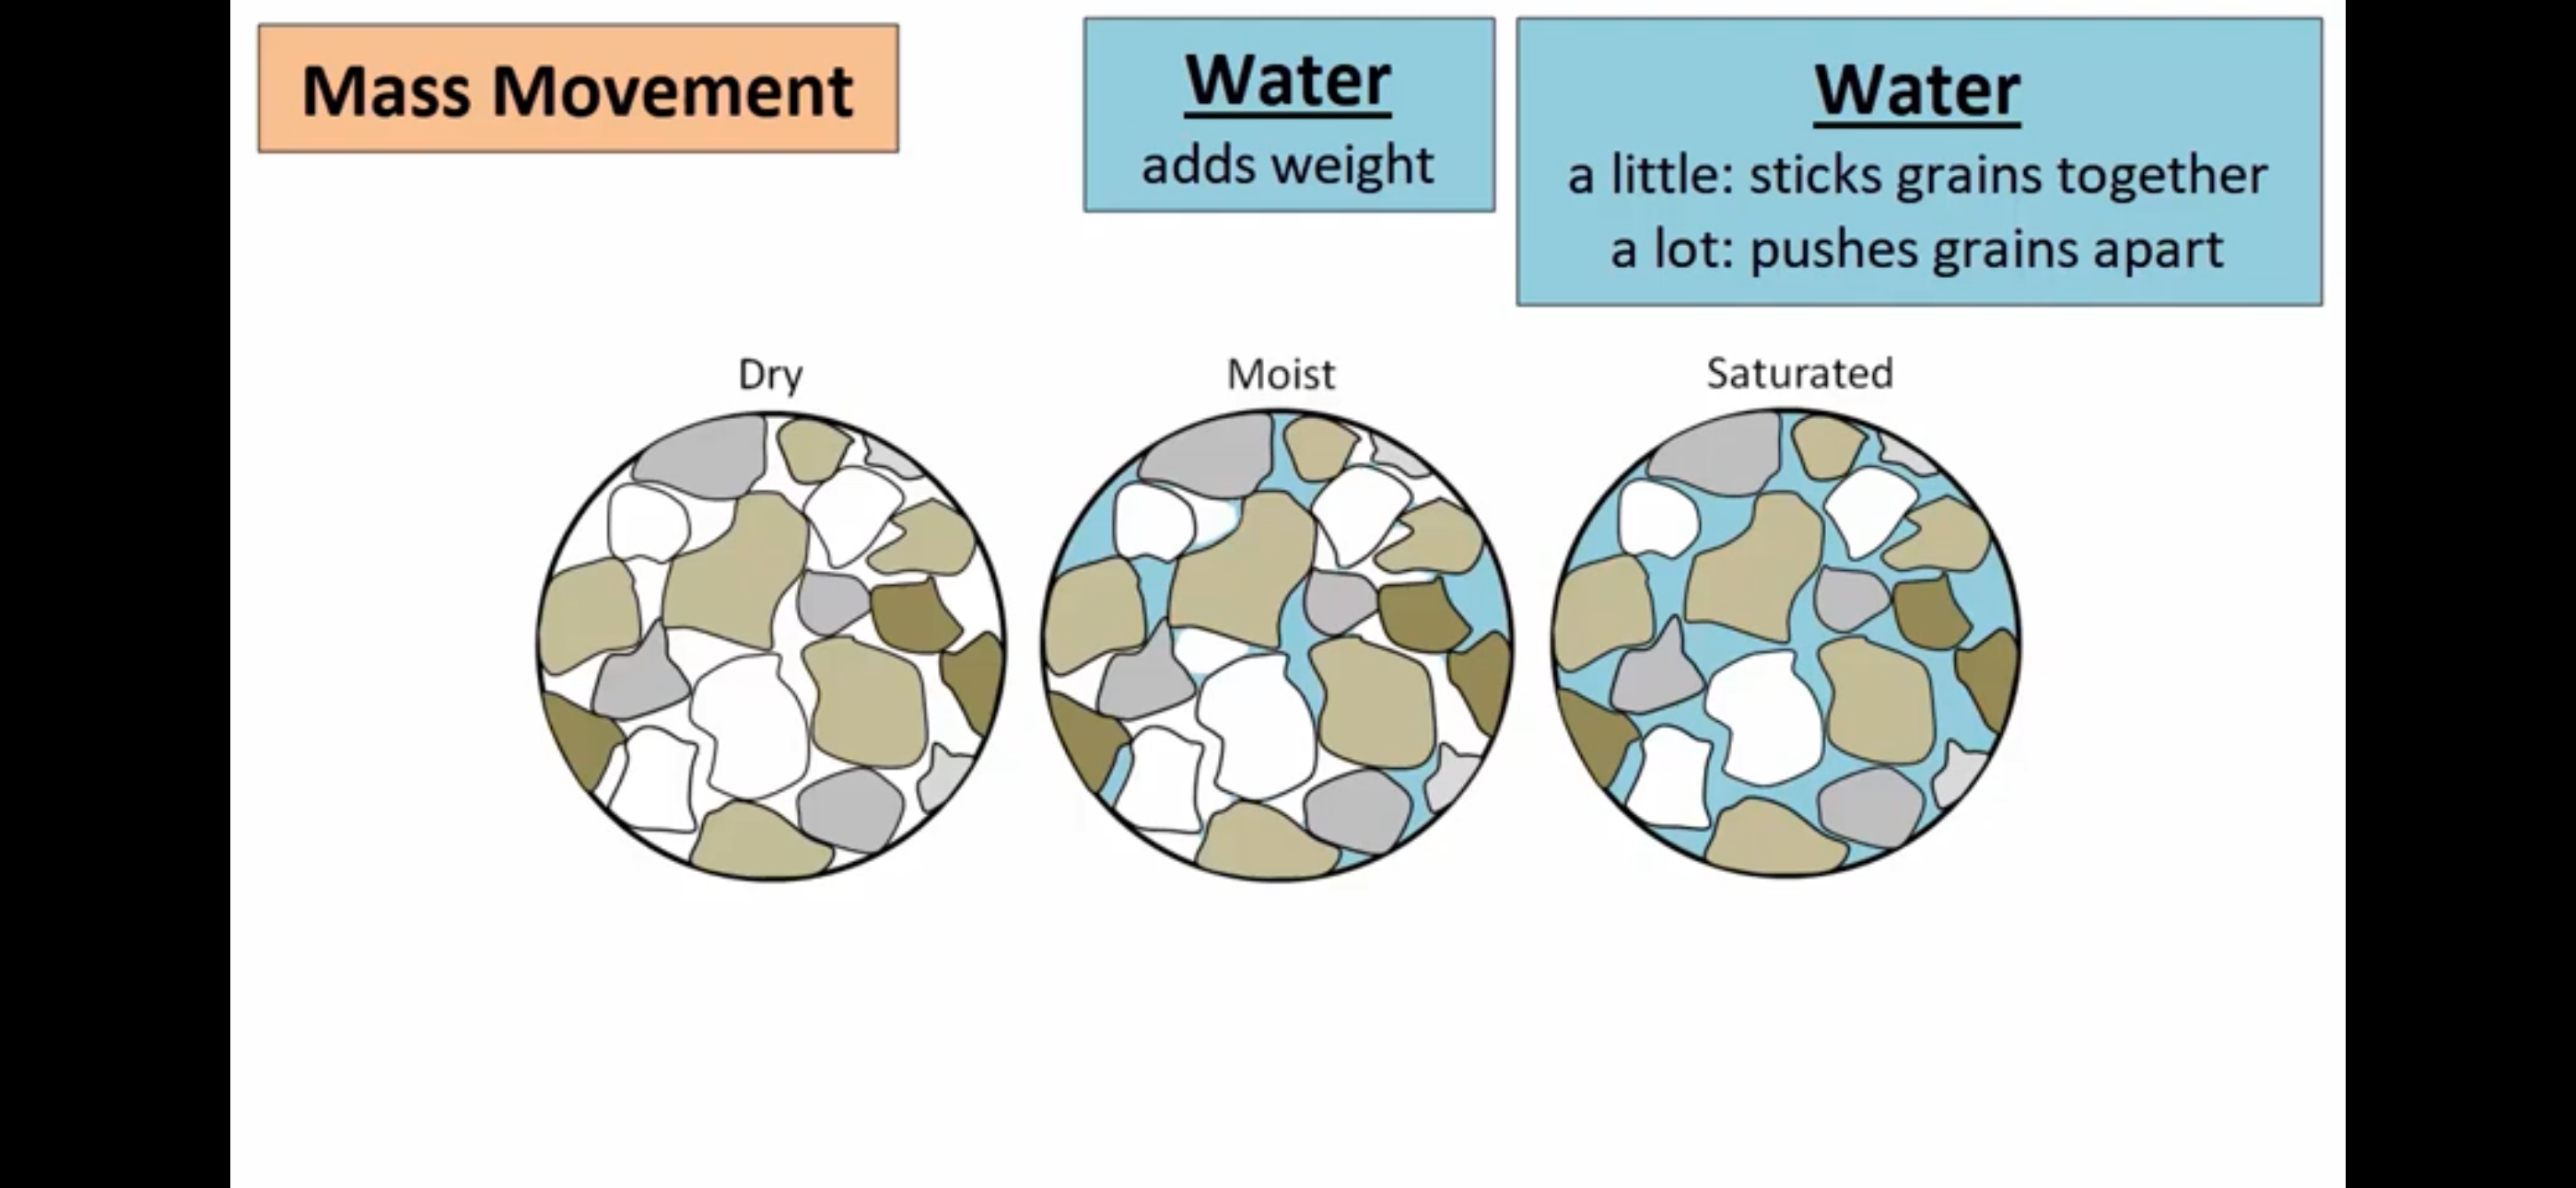 Mass Movement
Water
adds weight
Water
a little: sticks grains together
a lot: pushes grains apart
Dry
Moist
Saturated